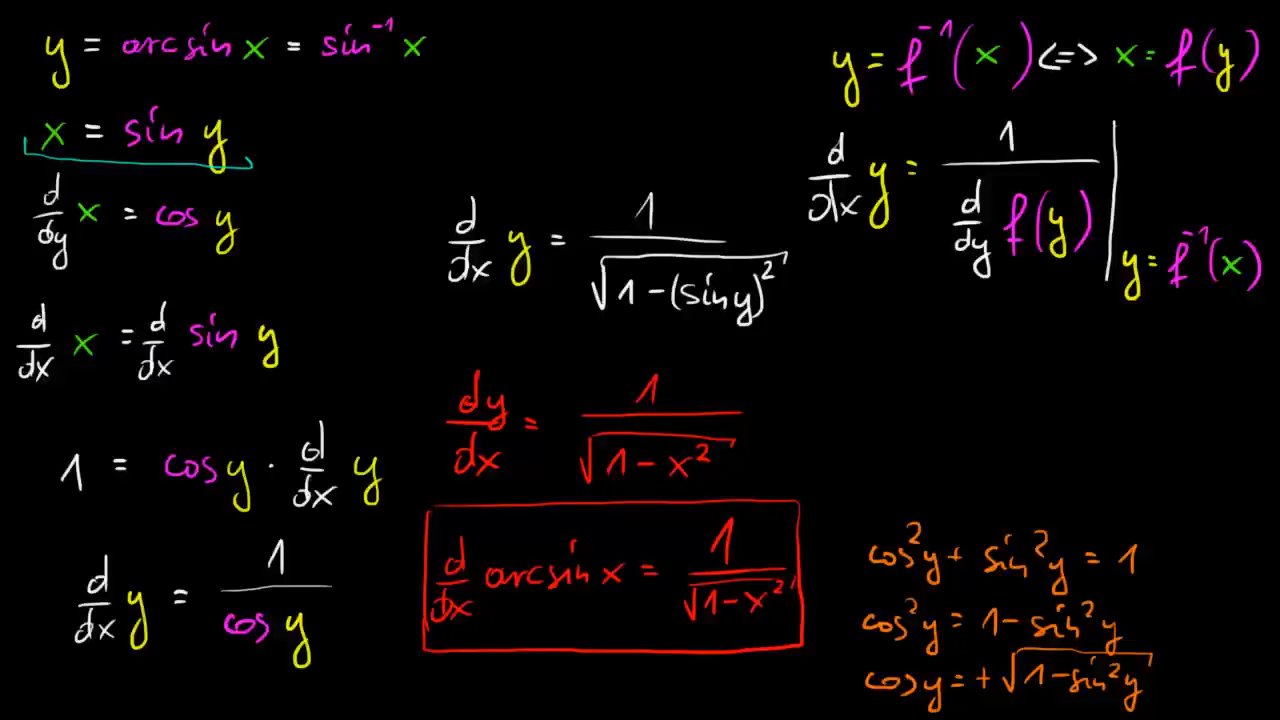 y = arcsin x = sin⁻¹ x
x = sin y
d/dy x = cos y
d/dx x = d/dx sin y
1 = cos y · d/dx y
d/dx y = 1/cos y
d/dx y = 1/√(1-(sin y)²)
dy/dx = 1/√(1-x²)
d/dx arcsin x = 1/√(1-x²)
y = f⁻¹(x) <=> x = f(y)
d/dx y = 1/(d/dy f(y)) | y = f⁻¹(x)
cos²y + sin²y = 1
cos²y = 1 - sin²y
cos y = +√(1-sin²y)